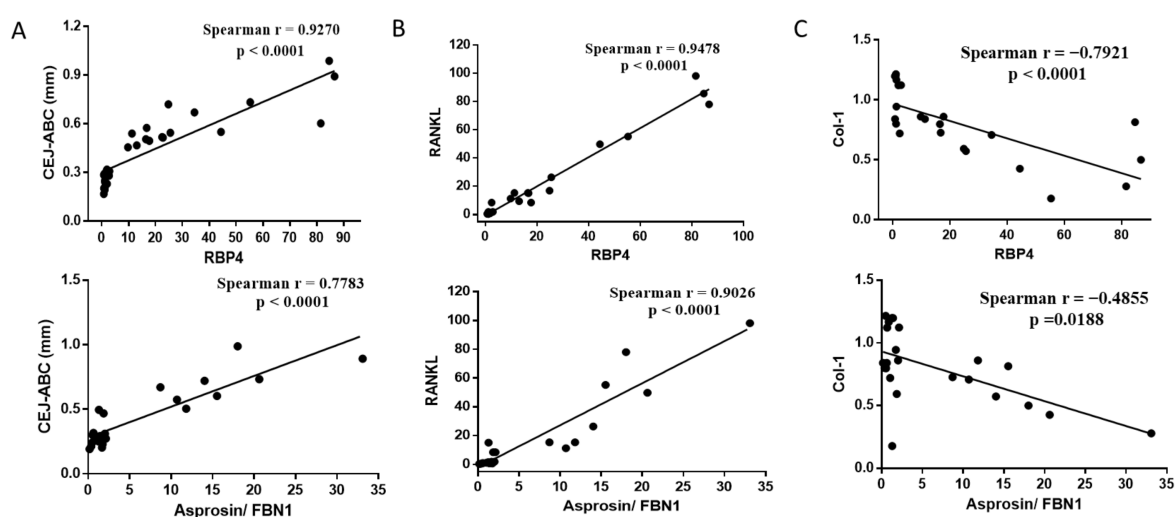 A
Spearman r = 0.9270
p < 0.0001
CEJ-ABC (mm)
1.2
0.9
0.6
0.3
0.0
0 10 20 30 40 50 60 70 80 90
RBP4
Spearman r = 0.7783
p < 0.0001
CEJ-ABC (mm)
1.5
1.0
0.5
0.0
0 5 10 15 20 25 30 35
Asprosin/ FBN1
B
Spearman r = 0.9478
p < 0.0001
RANKL
120
100
80
60
40
20
0
0 20 40 60 80 100
RBP4
Spearman r = 0.9026
p < 0.0001
RANKL
120
100
80
60
40
20
0
0 5 10 15 20 25 30 35
Asprosin/ FBN1
C
Spearman r = −0.7921
p < 0.0001
Col-1
1.5
1.0
0.5
0.0
0 20 40 60 80
RBP4
Spearman r = −0.4855
p =0.0188
Col-1
1.5
1.0
0.5
0.0
0 5 10 15 20 25 30 35
Asprosin/ FBN1